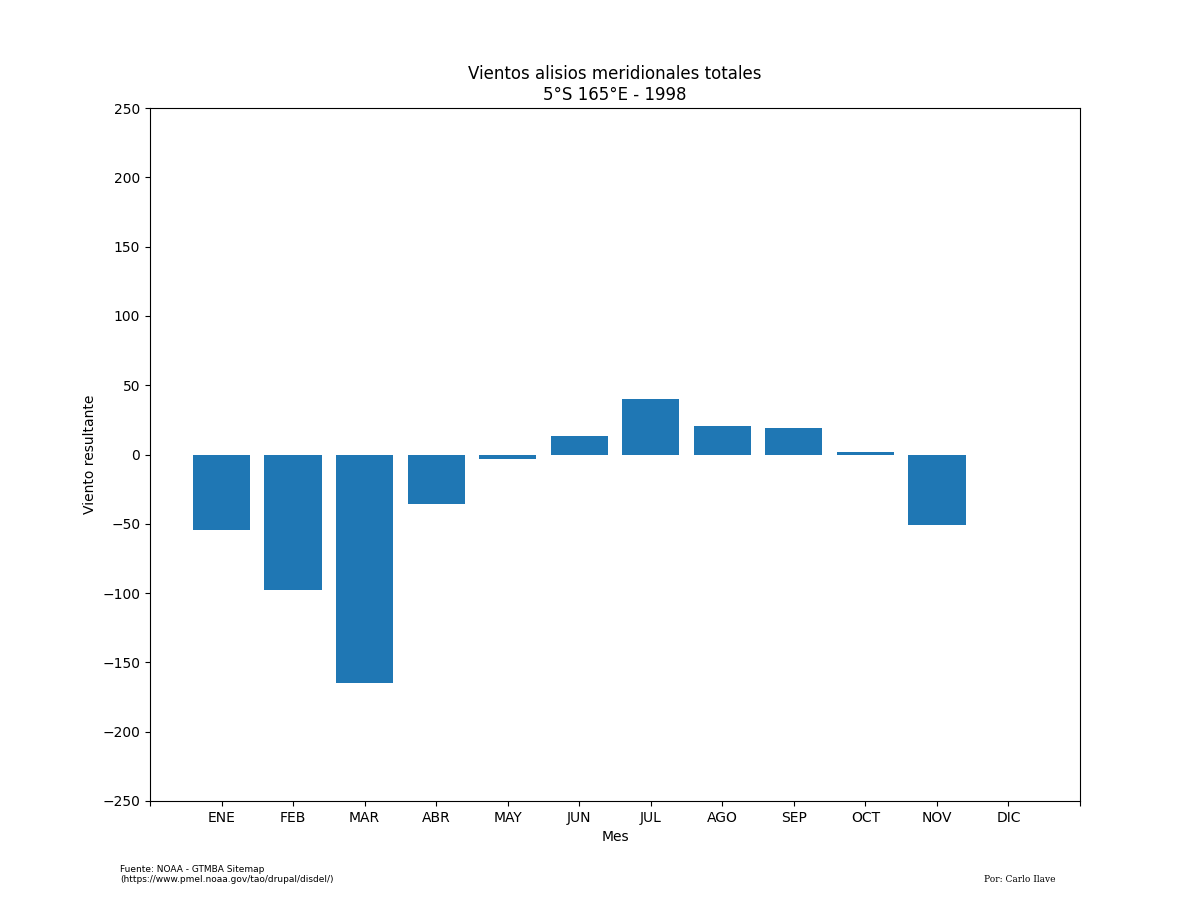 Vientos alisios meridionales totales
5°S 165°E - 1998
250
200
150
100
50
0
−50
−100
−150
−200
−250
Viento resultante
ENE FEB MAR ABR MAY JUN JUL AGO SEP OCT NOV DIC
Mes
Fuente: NOAA - GTMBA Sitemap
(https://www.pmel.noaa.gov/tao/drupal/disdel/)
Por: Carlo Ilave